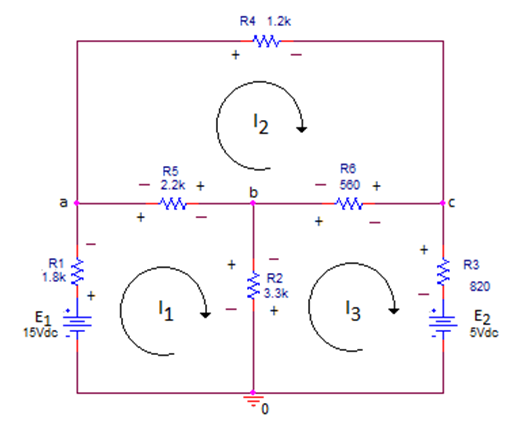 R4 1.2k
+ −
I2
R5 R6
− 2.2k + − 560 +
a b c
+ − + −
− − +
R1 + R2 R3
1.8k 3.3k
+ − + − 820
E1 I1 I3 E2
15Vdc 5Vdc
0